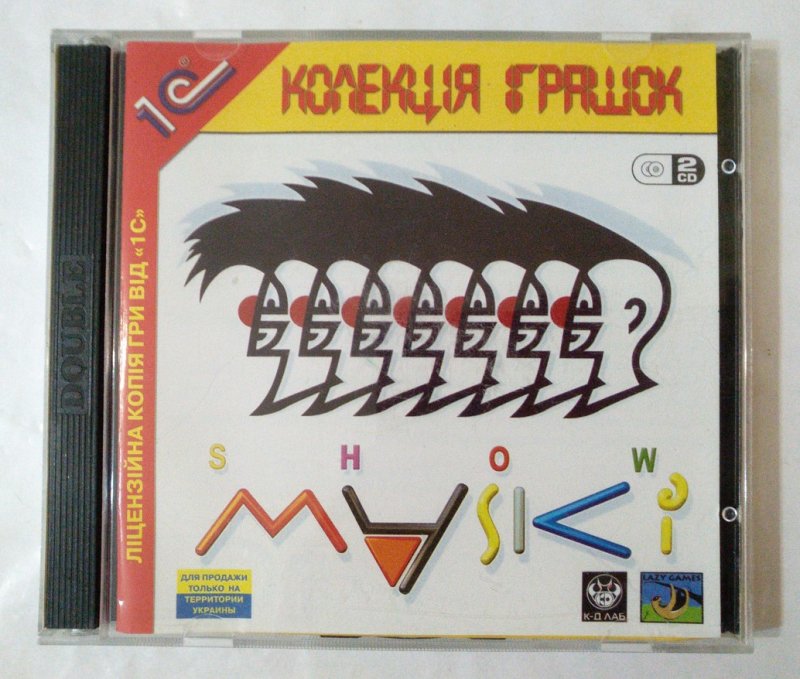 1С
©
КОЛЕКЦІЯ ІГРАШОК
2
CD
DOUBLE
ЛІЦЕНЗІЙНА КОПІЯ ГРИ ВІД «1С»
S H O W
МАSКІ
ДЛЯ ПРОДАЖИ
ТОЛЬКО НА
ТЕРРИТОРИИ
УКРАИНЫ
К-Д ЛАБ
LAZY GAMES